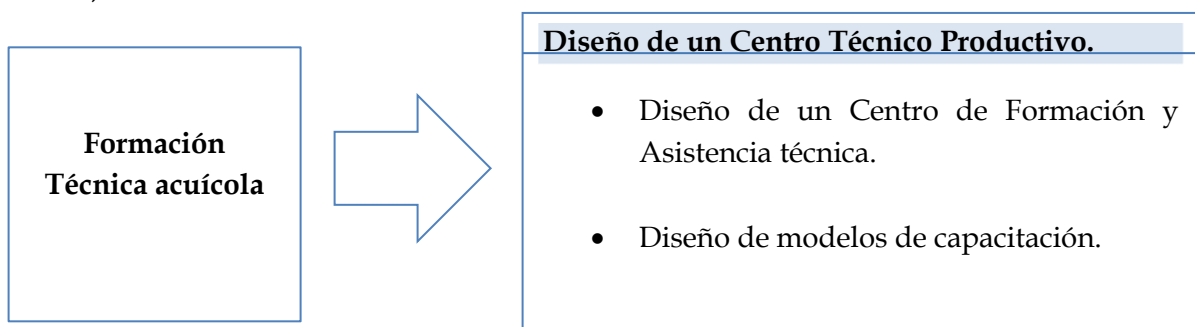 Formación
Técnica acuícola
Diseño de un Centro Técnico Productivo.
• Diseño de un Centro de Formación y
Asistencia técnica.
• Diseño de modelos de capacitación.